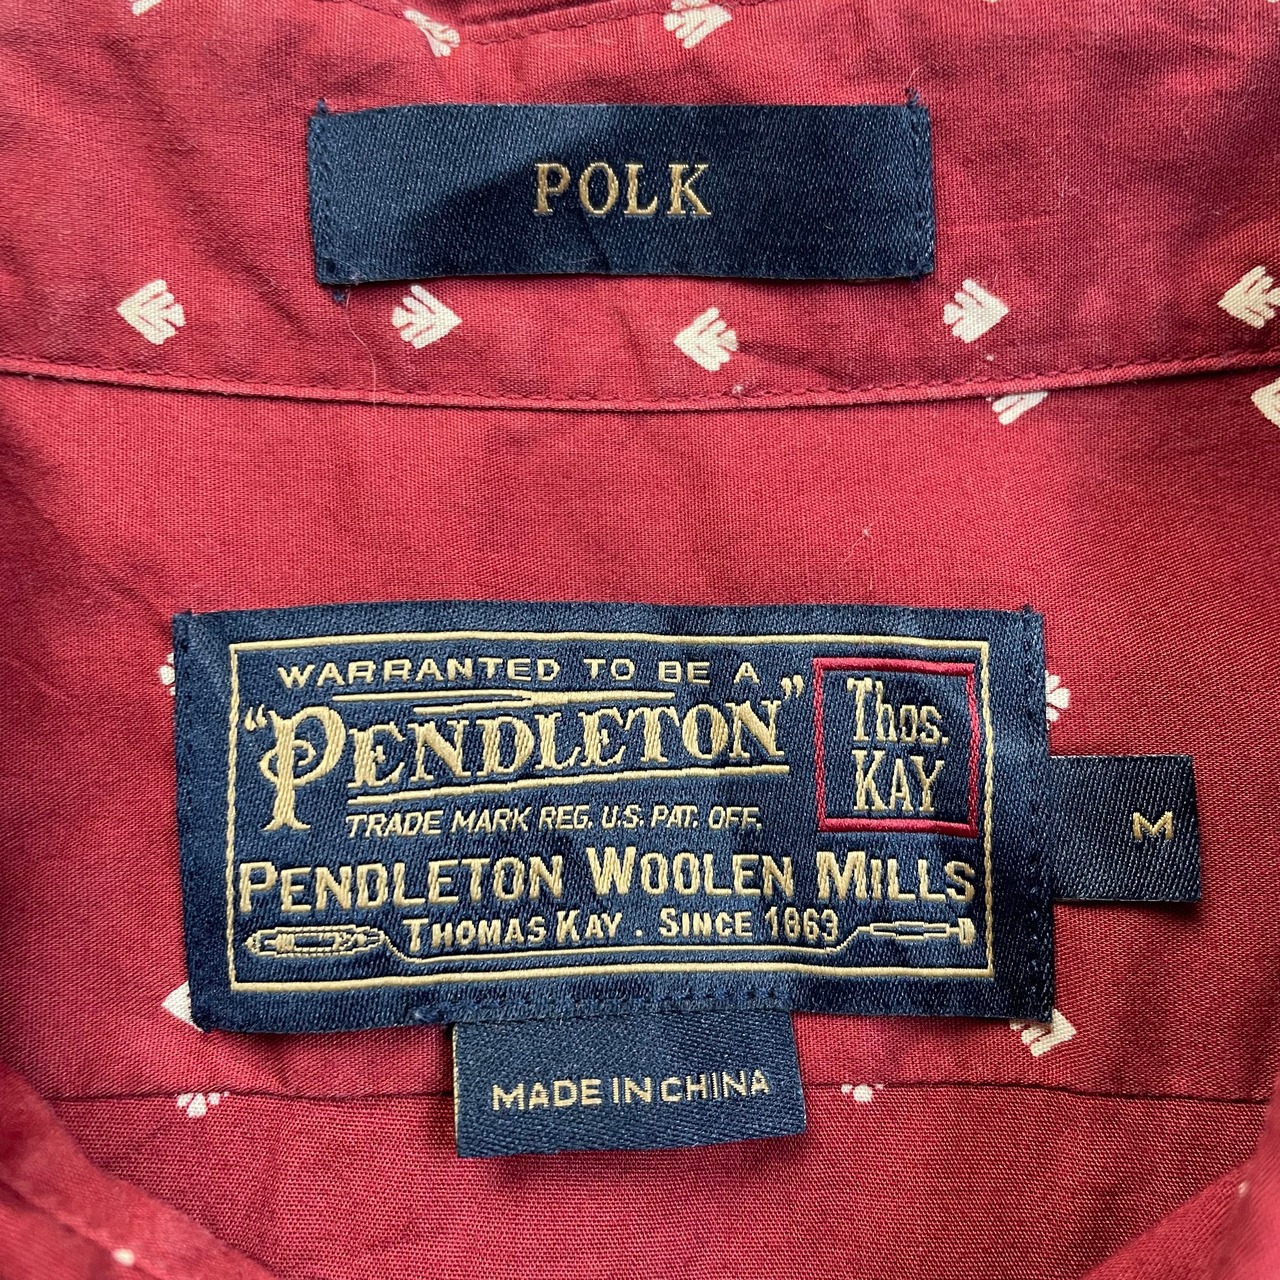 POLK
WARRANTED TO BE A
"PENDLETON"
Thos.
KAY
TRADE MARK REG. U.S. PAT. OFF.
PENDLETON WOOLEN MILLS
THOMAS KAY . SINCE 1863
M
MADE IN CHINA